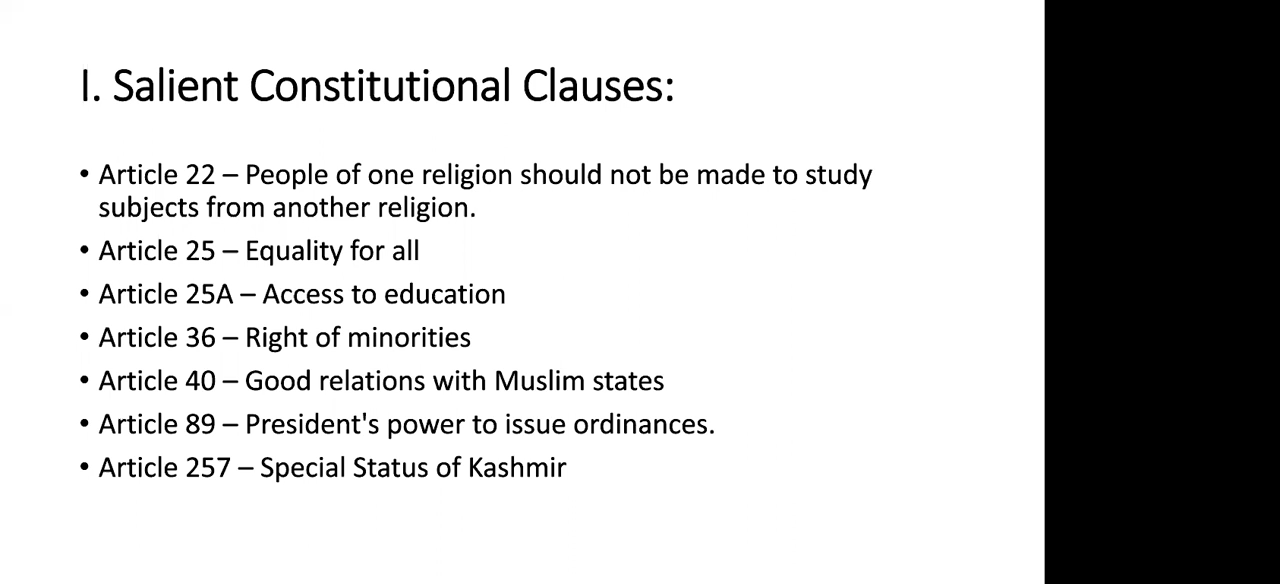 I. Salient Constitutional Clauses:
• Article 22 – People of one religion should not be made to study
subjects from another religion.
• Article 25 – Equality for all
• Article 25A – Access to education
• Article 36 – Right of minorities
• Article 40 – Good relations with Muslim states
• Article 89 – President's power to issue ordinances.
• Article 257 – Special Status of Kashmir